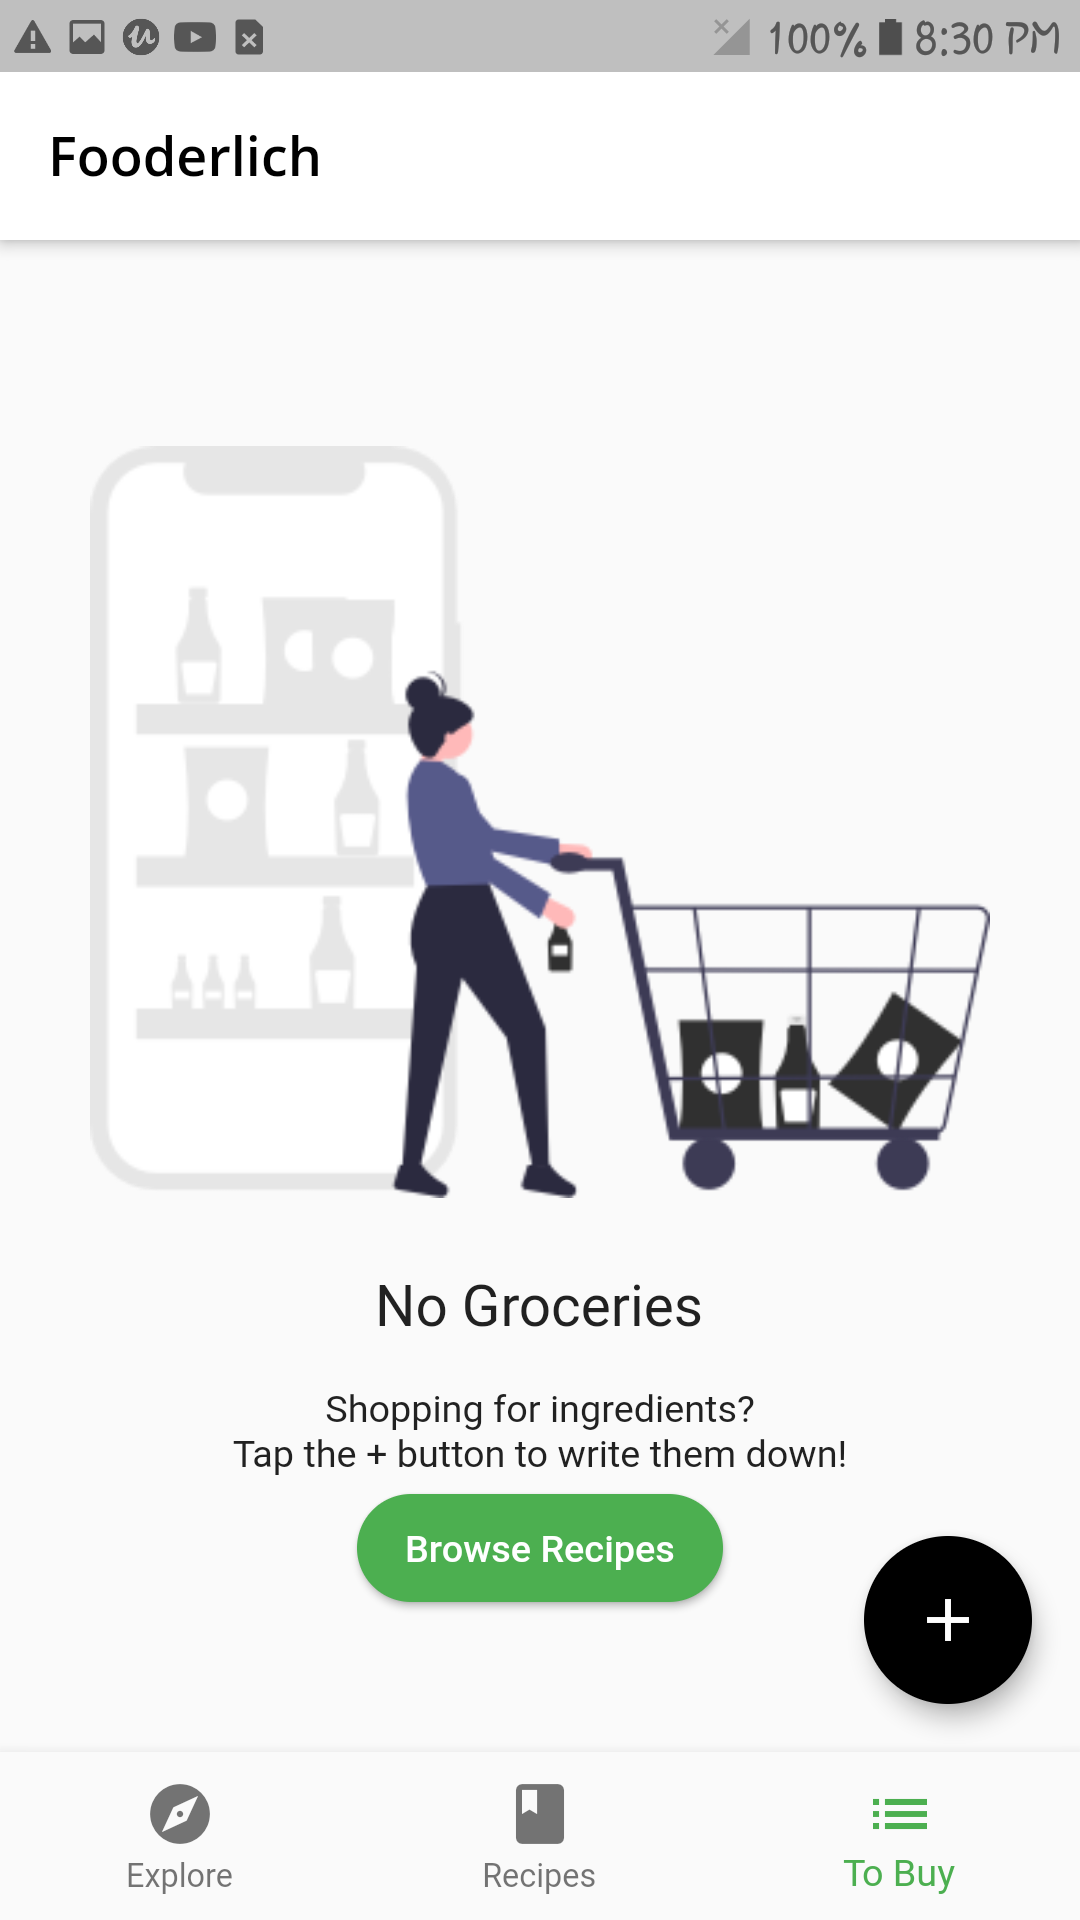 100% 8:30 PM
Fooderlich
No Groceries
Shopping for ingredients?
Tap the + button to write them down!
Browse Recipes
+
Explore
Recipes
To Buy